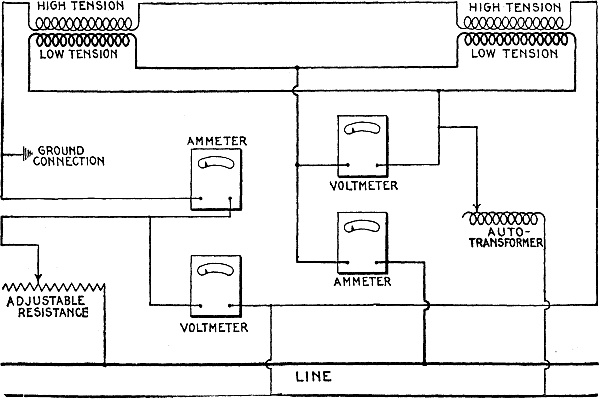 HIGH TENSION
HIGH TENSION
LOW TENSION
LOW TENSION
AMMETER
GROUND
CONNECTION
VOLTMETER
AUTO-
TRANSFORMER
AMMETER
ADJUSTABLE
RESISTANCE
VOLTMETER
LINE